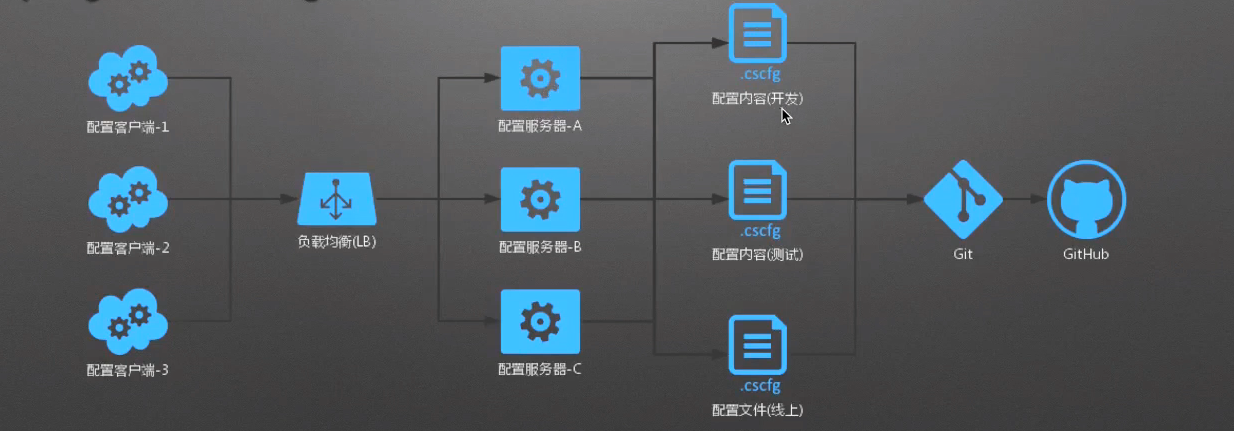 配置客户端-1
配置客户端-2
配置客户端-3
负载均衡(LB)
配置服务器-A
配置服务器-B
配置服务器-C
.cscfg
配置内容(开发)
.cscfg
配置内容(测试)
.cscfg
配置文件(线上)
Git
GitHub